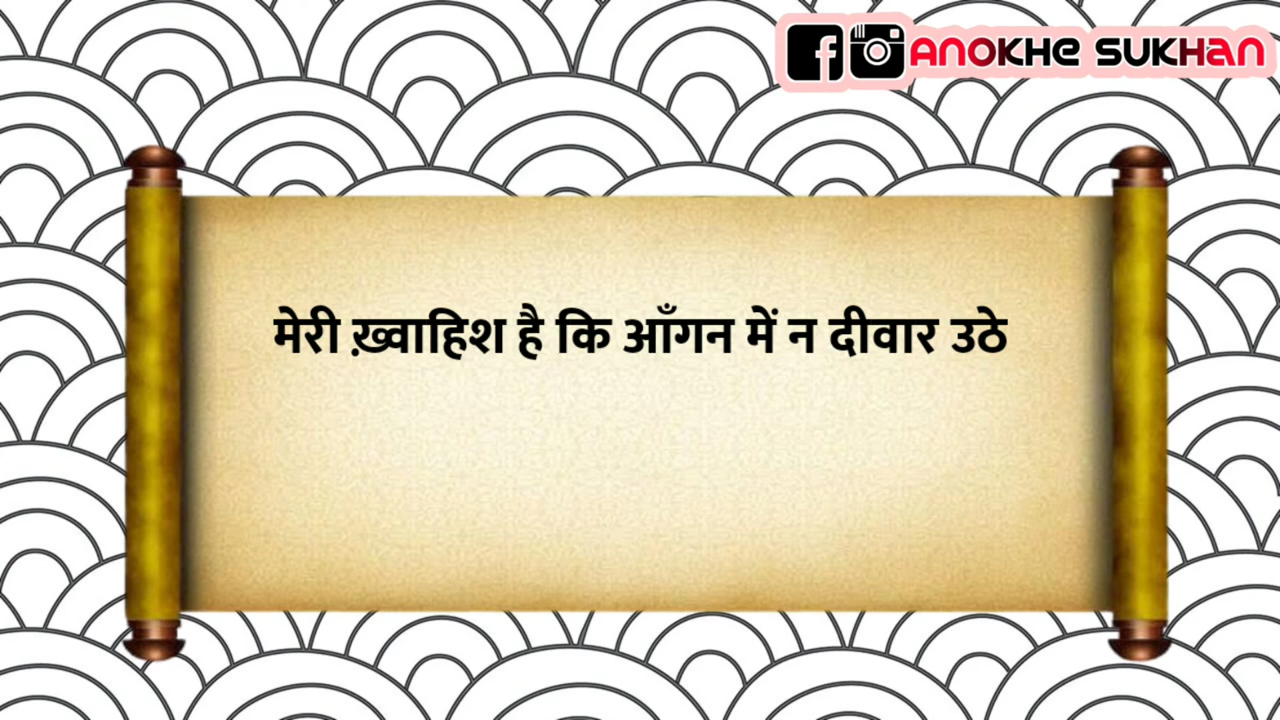 ANOKHE SUKHAN
मेरी ख़्वाहिश है कि आँगन में न दीवार उठे